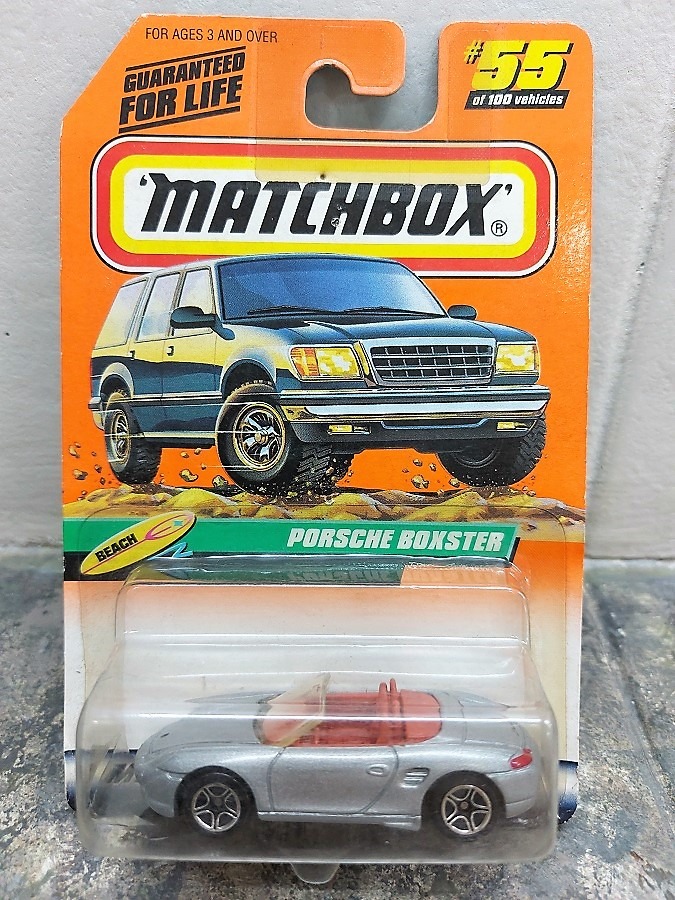 FOR AGES 3 AND OVER
GUARANTEED
FOR LIFE
#55
of 100 vehicles
'MATCHBOX'
®
BEACH
PORSCHE BOXSTER